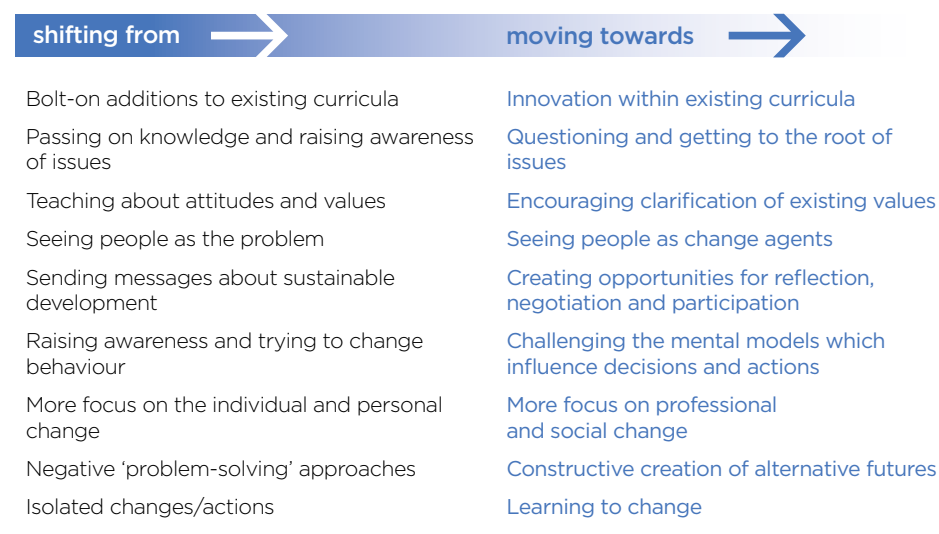 shifting from
moving towards
Bolt-on additions to existing curricula
Innovation within existing curricula
Passing on knowledge and raising awareness
of issues
Questioning and getting to the root of
issues
Teaching about attitudes and values
Encouraging clarification of existing values
Seeing people as the problem
Seeing people as change agents
Sending messages about sustainable
development
Creating opportunities for reflection,
negotiation and participation
Raising awareness and trying to change
behaviour
Challenging the mental models which
influence decisions and actions
More focus on the individual and personal
change
More focus on professional
and social change
Negative ‘problem-solving’ approaches
Constructive creation of alternative futures
Isolated changes/actions
Learning to change